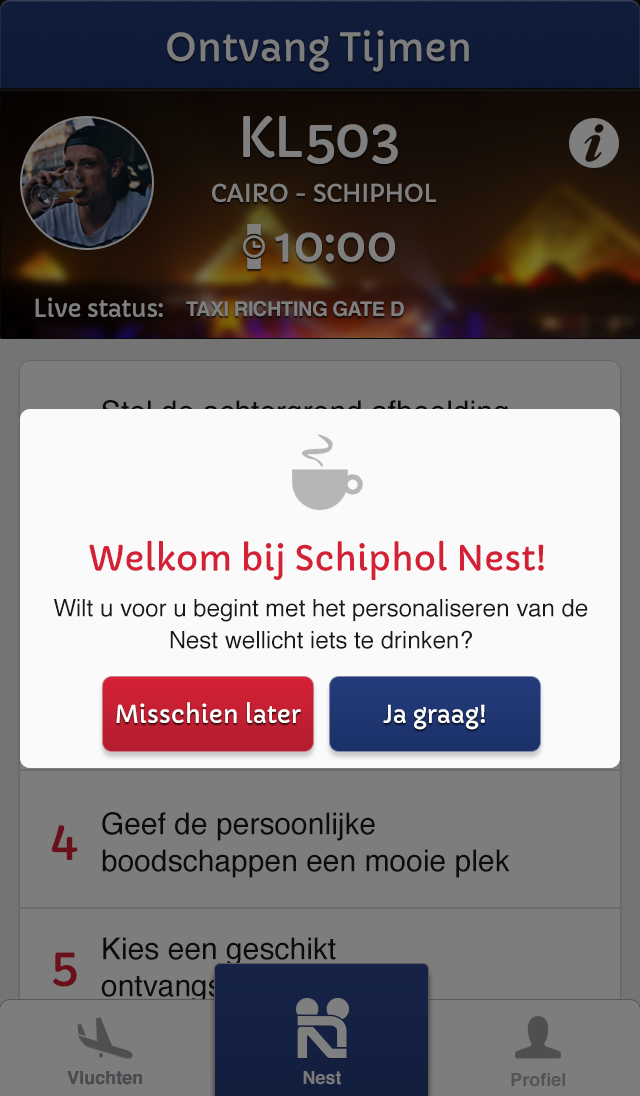 Ontvang Tijmen
KL503
CAIRO - SCHIPHOL
10:00
Live status: TAXI RICHTING GATE D
Stel de achtergrond afbeelding
Welkom bij Schiphol Nest!
Wilt u voor u begint met het personaliseren van de
Nest wellicht iets te drinken?
Misschien later
Ja graag!
4
Geef de persoonlijke
boodschappen een mooie plek
5
Kies een geschikt
Vluchten
Nest
Profiel